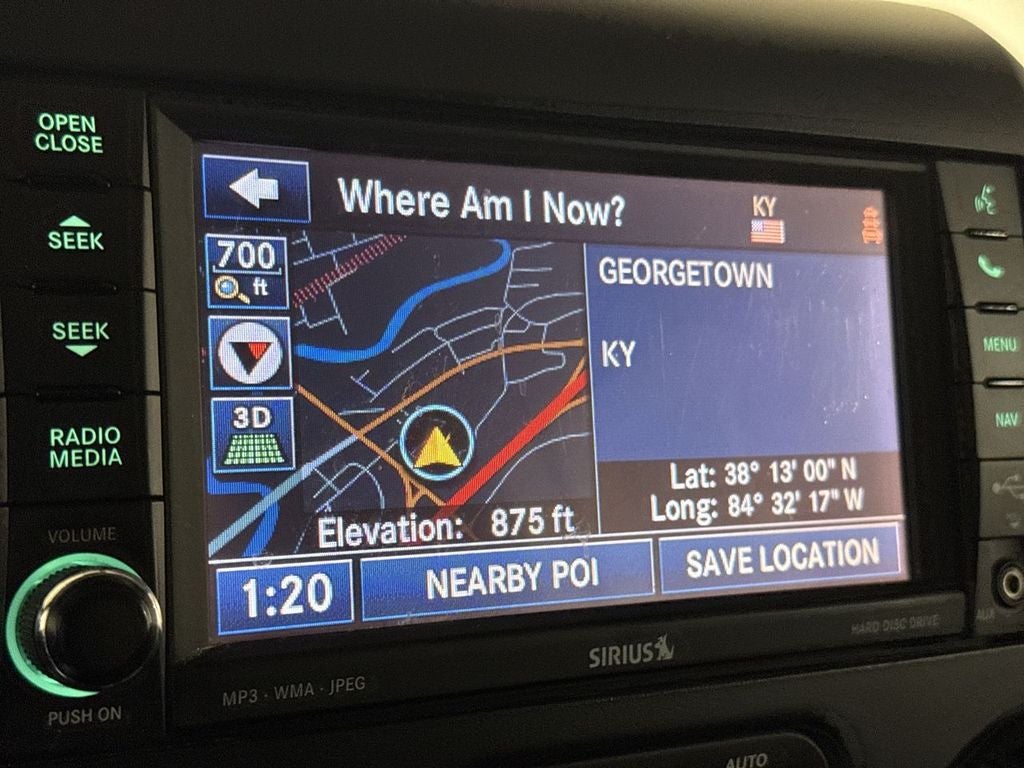 OPEN
CLOSE
SEEK
SEEK
RADIO
MEDIA
VOLUME
PUSH ON
Where Am I Now?
KY
700
ft
3D
GEORGETOWN
KY
Lat: 38° 13' 00" N
Long: 84° 32' 17" W
Elevation: 875 ft
1:20
NEARBY POI
SAVE LOCATION
MENU
NAV
AUX
SIRIUS
HARD DISC DRIVE
MP3 · WMA · JPEG
AUTO